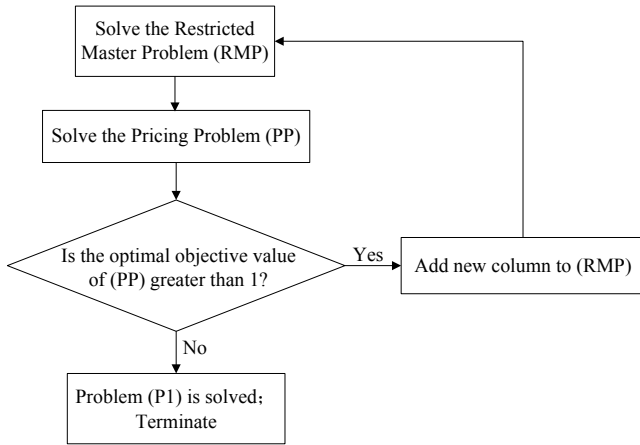 Solve the Restricted
Master Problem (RMP)
Solve the Pricing Problem (PP)
Is the optimal objective value
of (PP) greater than 1?
Yes
Add new column to (RMP)
No
Problem (P1) is solved；
Terminate